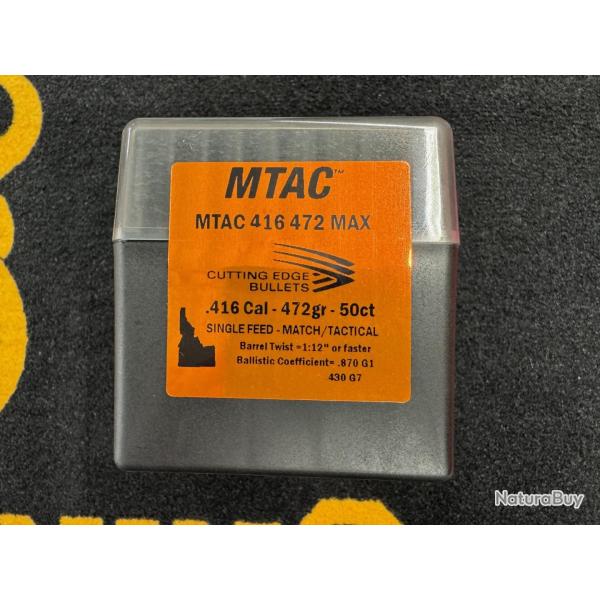 MTAC™
MTAC 416 472 MAX
CUTTING EDGE
BULLETS
.416 Cal - 472gr - 50ct
SINGLE FEED - MATCH/TACTICAL
Barrel Twist =1:12" or faster
Ballistic Coefficient= .870 G1
430 G7
NaturaBuy